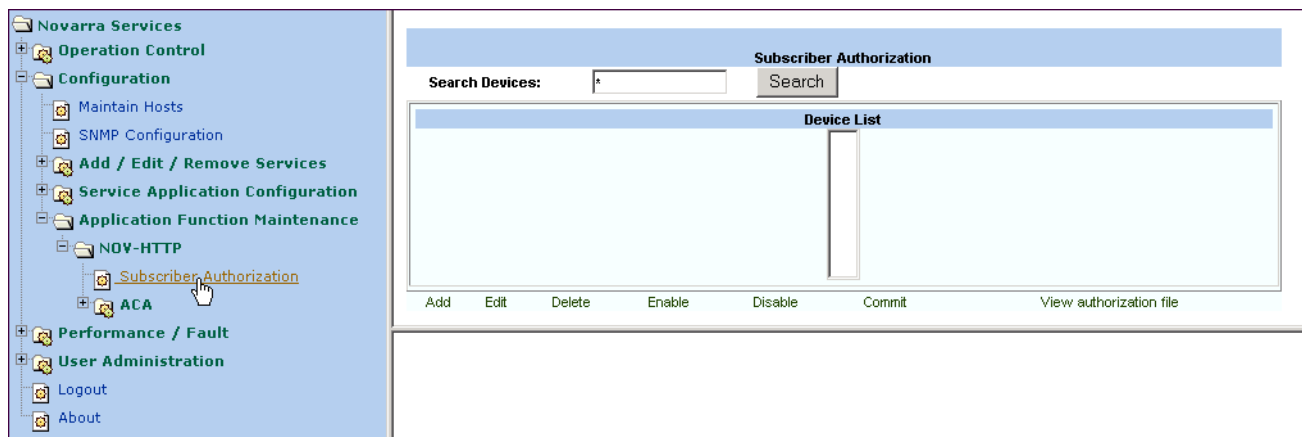 Novarra Services
Operation Control
Configuration
Maintain Hosts
SNMP Configuration
Add / Edit / Remove Services
Service Application Configuration
Application Function Maintenance
NOV-HTTP
Subscriber Authorization
ACA
Performance / Fault
User Administration
Logout
About
Subscriber Authorization
Search Devices: * Search
Device List
Add Edit Delete Enable Disable Commit View authorization file